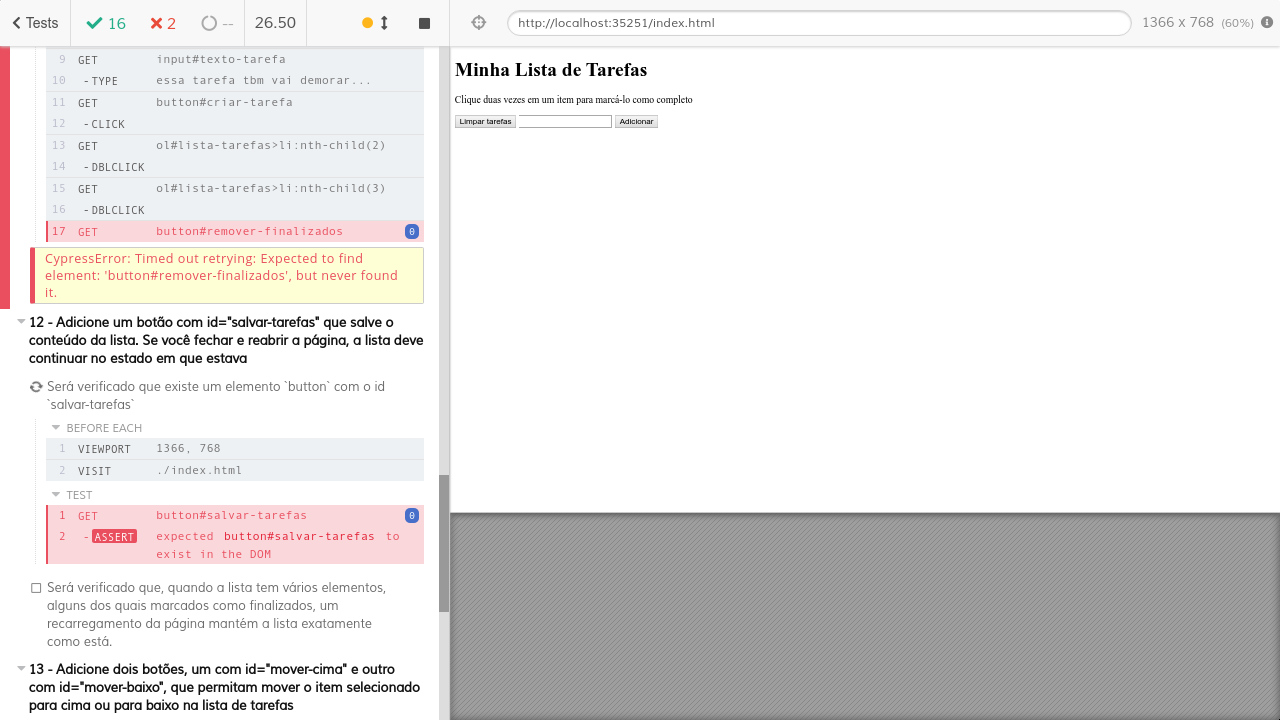 Tests 16 2 -- 26.50 http://localhost:35251/index.html 1366 x 768 (60%)
9 GET input#texto-tarefa
10 -TYPE essa tarefa tbm vai demorar...
11 GET button#criar-tarefa
12 -CLICK
13 GET ol#lista-tarefas>li:nth-child(2)
14 -DBLCLICK
15 GET ol#lista-tarefas>li:nth-child(3)
16 -DBLCLICK
17 GET button#remover-finalizados 0
CypressError: Timed out retrying: Expected to find
element: 'button#remover-finalizados', but never found
it.
12 - Adicione um botão com id="salvar-tarefas" que salve o
conteúdo da lista. Se você fechar e reabrir a página, a lista deve
continuar no estado em que estava
Será verificado que existe um elemento `button` com o id
`salvar-tarefas`
BEFORE EACH
1 VIEWPORT 1366, 768
2 VISIT ./index.html
TEST
1 GET button#salvar-tarefas 0
2 -ASSERT expected button#salvar-tarefas to
exist in the DOM
Será verificado que, quando a lista tem vários elementos,
alguns dos quais marcados como finalizados, um
recarregamento da página mantém a lista exatamente
como está.
13 - Adicione dois botões, um com id="mover-cima" e outro
com id="mover-baixo", que permitam mover o item selecionado
para cima ou para baixo na lista de tarefas
Minha Lista de Tarefas
Clique duas vezes em um item para marcá-lo como completo
Limpar tarefas Adicionar